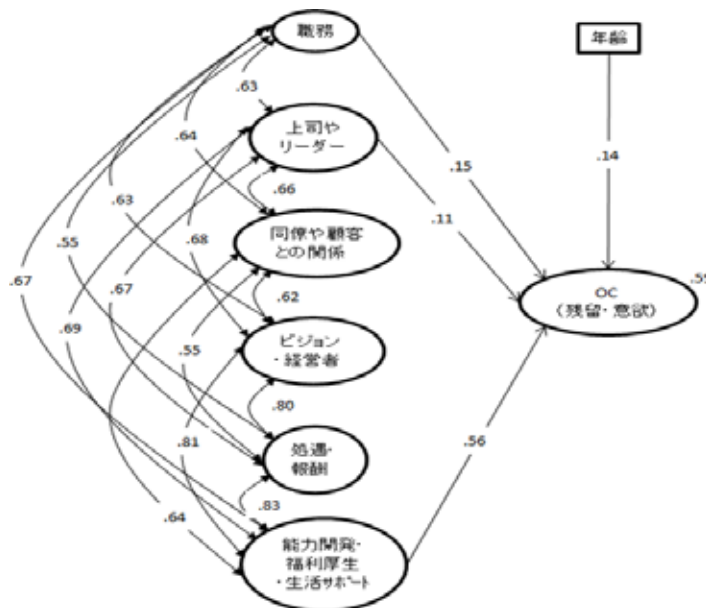 職務
年齢
.63
上司や
リーダー
.64
.15
.14
.66
.11
.63
同僚や顧客
との関係
.55
.68
.67
.67
.62
OC
(残留・意欲)
.59
.69
ビジョン
・経営者
.55
.80
.81
処遇・
報酬
.56
.83
.64
能力開発・
福利厚生
・生活サポート